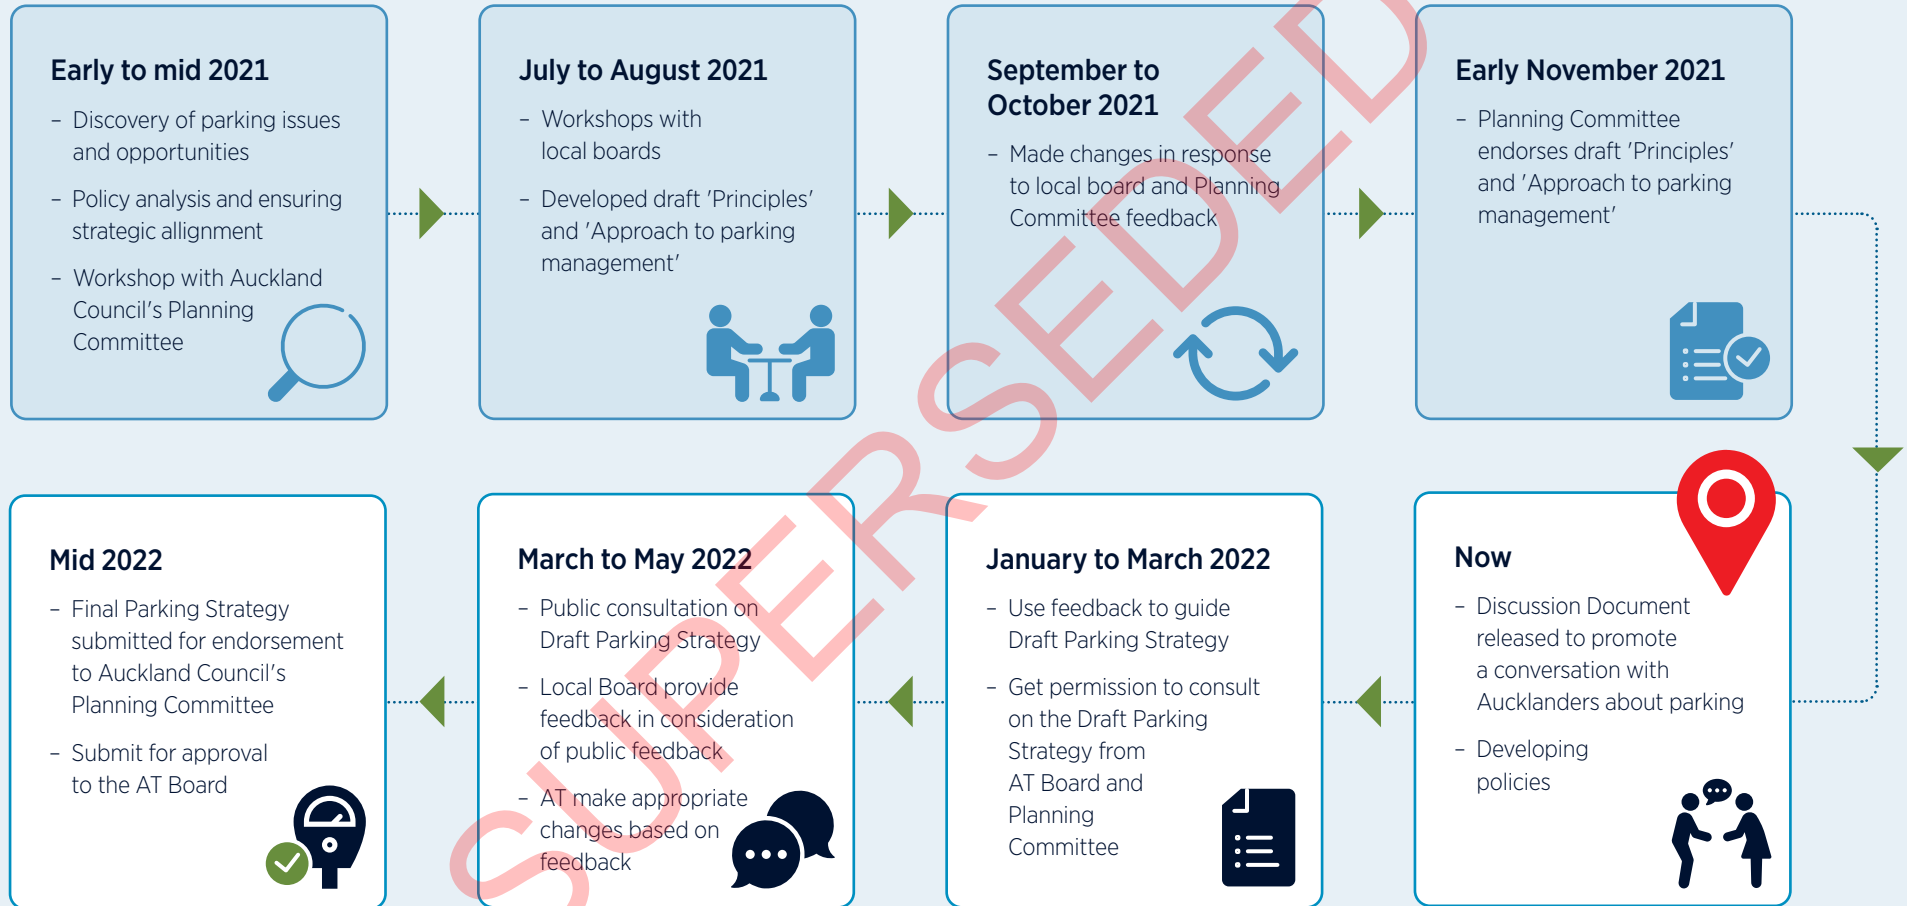 Early to mid 2021
– Discovery of parking issues
and opportunities
– Policy analysis and ensuring
strategic allignment
– Workshop with Auckland
Council's Planning
Committee
July to August 2021
– Workshops with
local boards
– Developed draft 'Principles'
and 'Approach to parking
management'
September to
October 2021
– Made changes in response
to local board and Planning
Committee feedback
Early November 2021
– Planning Committee
endorses draft 'Principles'
and 'Approach to parking
management'
Now
– Discussion Document
released to promote
a conversation with
Aucklanders about parking
– Developing
policies
January to March 2022
– Use feedback to guide
Draft Parking Strategy
– Get permission to consult
on the Draft Parking
Strategy from
AT Board and
Planning
Committee
March to May 2022
– Public consultation on
Draft Parking Strategy
– Local Board provide
feedback in consideration
of public feedback
– AT make appropriate
changes based on
feedback
Mid 2022
– Final Parking Strategy
submitted for endorsement
to Auckland Council's
Planning Committee
– Submit for approval
to the AT Board
SUPERSEDED